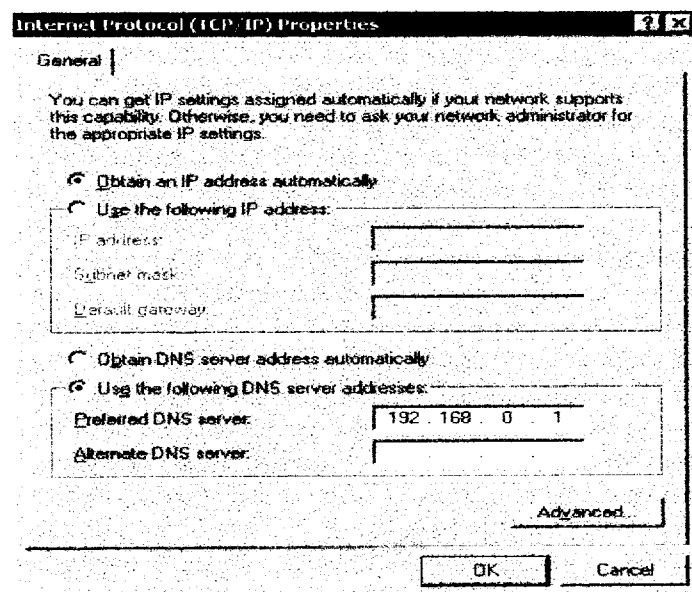 Internet Protocol (TCP/IP) Properties
General
You can get IP settings assigned automatically if your network supports
this capability. Otherwise, you need to ask your network administrator for
the appropriate IP settings.
Obtain an IP address automatically
Use the following IP address:
IP address:
Subnet mask:
Default gateway:
Obtain DNS server address automatically
Use the following DNS server addresses:
Preferred DNS server: 192 . 168 . 0 . 1
Alternate DNS server:
Advanced...
OK Cancel